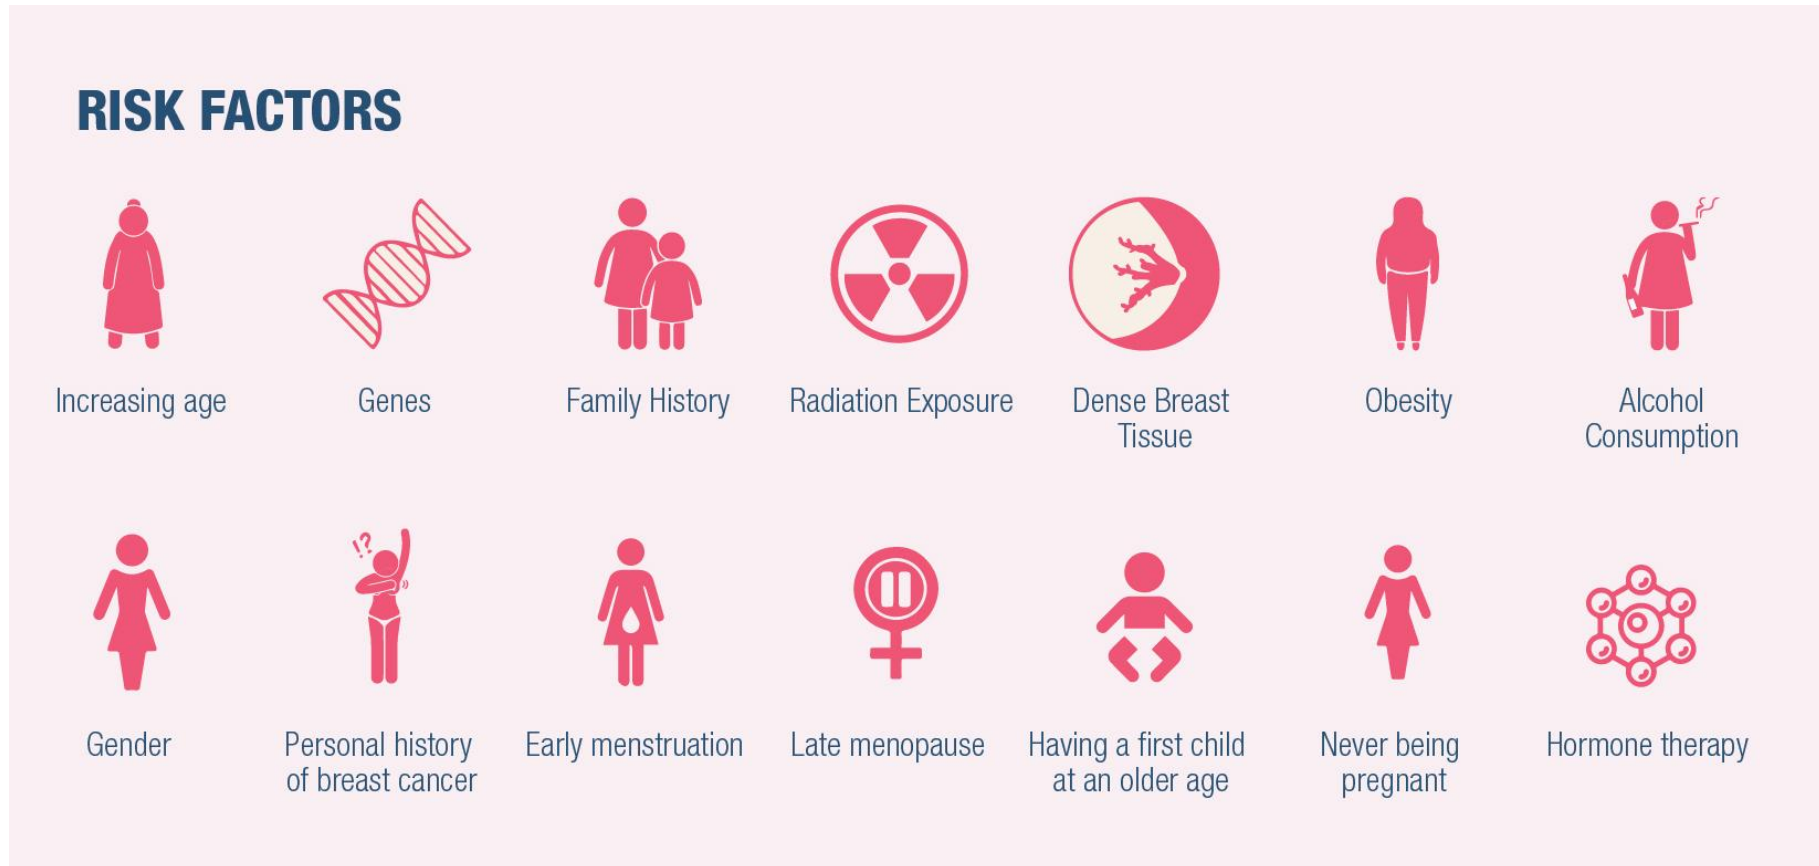 RISK FACTORS
Increasing age
Genes
Family History
Radiation Exposure
Dense Breast
Tissue
Obesity
Alcohol
Consumption
Gender
Personal history
of breast cancer
Early menstruation
Late menopause
Having a first child
at an older age
Never being
pregnant
Hormone therapy